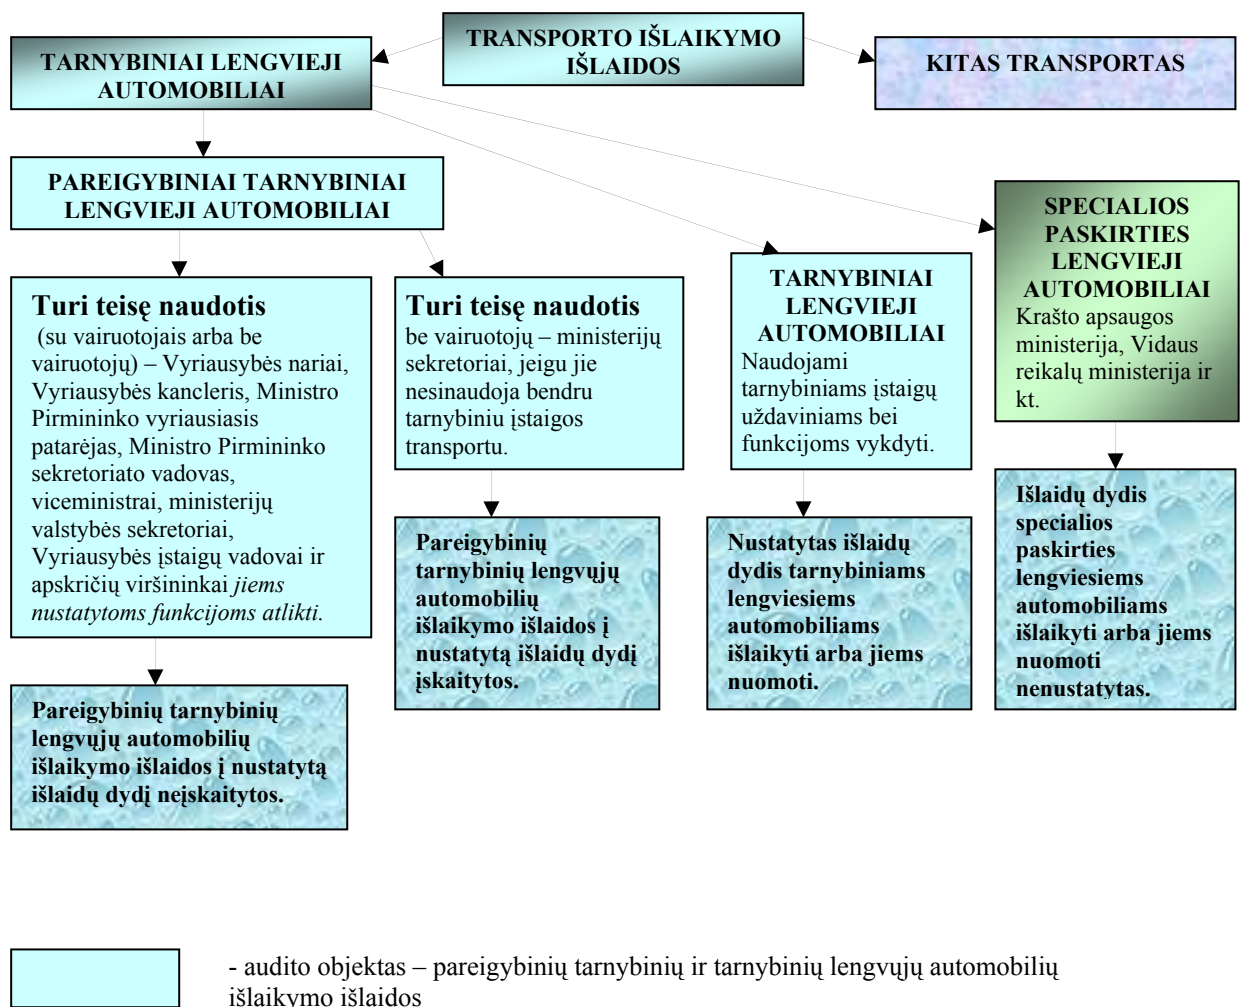 TRANSPORTO IŠLAIKYMO
IŠLAIDOS
TARNYBINIAI LENGVIEJI
AUTOMOBILIAI
KITAS TRANSPORTAS
PAREIGYBINIAI TARNYBINIAI
LENGVIEJI AUTOMOBILIAI
Turi teisę naudotis
(su vairuotojais arba be
vairuotojų) – Vyriausybės nariai,
Vyriausybės kancleris, Ministro
Pirmininko vyriausiasis
patarėjas, Ministro Pirmininko
sekretoriato vadovas,
viceministrai, ministerijų
valstybės sekretoriai,
Vyriausybės įstaigų vadovai ir
apskričių viršininkai jiems
nustatytoms funkcijoms atlikti.
Turi teisę naudotis
be vairuotojų – ministerijų
sekretoriai, jeigu jie
nesinaudoja bendru
tarnybiniu įstaigos
transportu.
TARNYBINIAI
LENGVIEJI
AUTOMOBILIAI
Naudojami
tarnybiniams įstaigų
uždaviniams bei
funkcijoms vykdyti.
SPECIALIOS
PASKIRTIES
LENGVIEJI
AUTOMOBILIAI
Krašto apsaugos
ministerija, Vidaus
reikalų ministerija ir
kt.
Pareigybinių tarnybinių
lengvųjų automobilių
išlaikymo išlaidos į nustatytą
išlaidų dydį neįskaitytos.
Pareigybinių
tarnybinių lengvųjų
automobilių
išlaikymo išlaidos į
nustatytą išlaidų dydį
įskaitytos.
Nustatytas išlaidų
dydis tarnybiniams
lengviesiems
automobiliams
išlaikyti arba jiems
nuomoti.
Išlaidų dydis
specialios
paskirties
lengviesiems
automobiliams
išlaikyti arba jiems
nuomoti
nenustatytas.
- audito objektas – pareigybinių tarnybinių ir tarnybinių lengvųjų automobilių
išlaikymo išlaidos